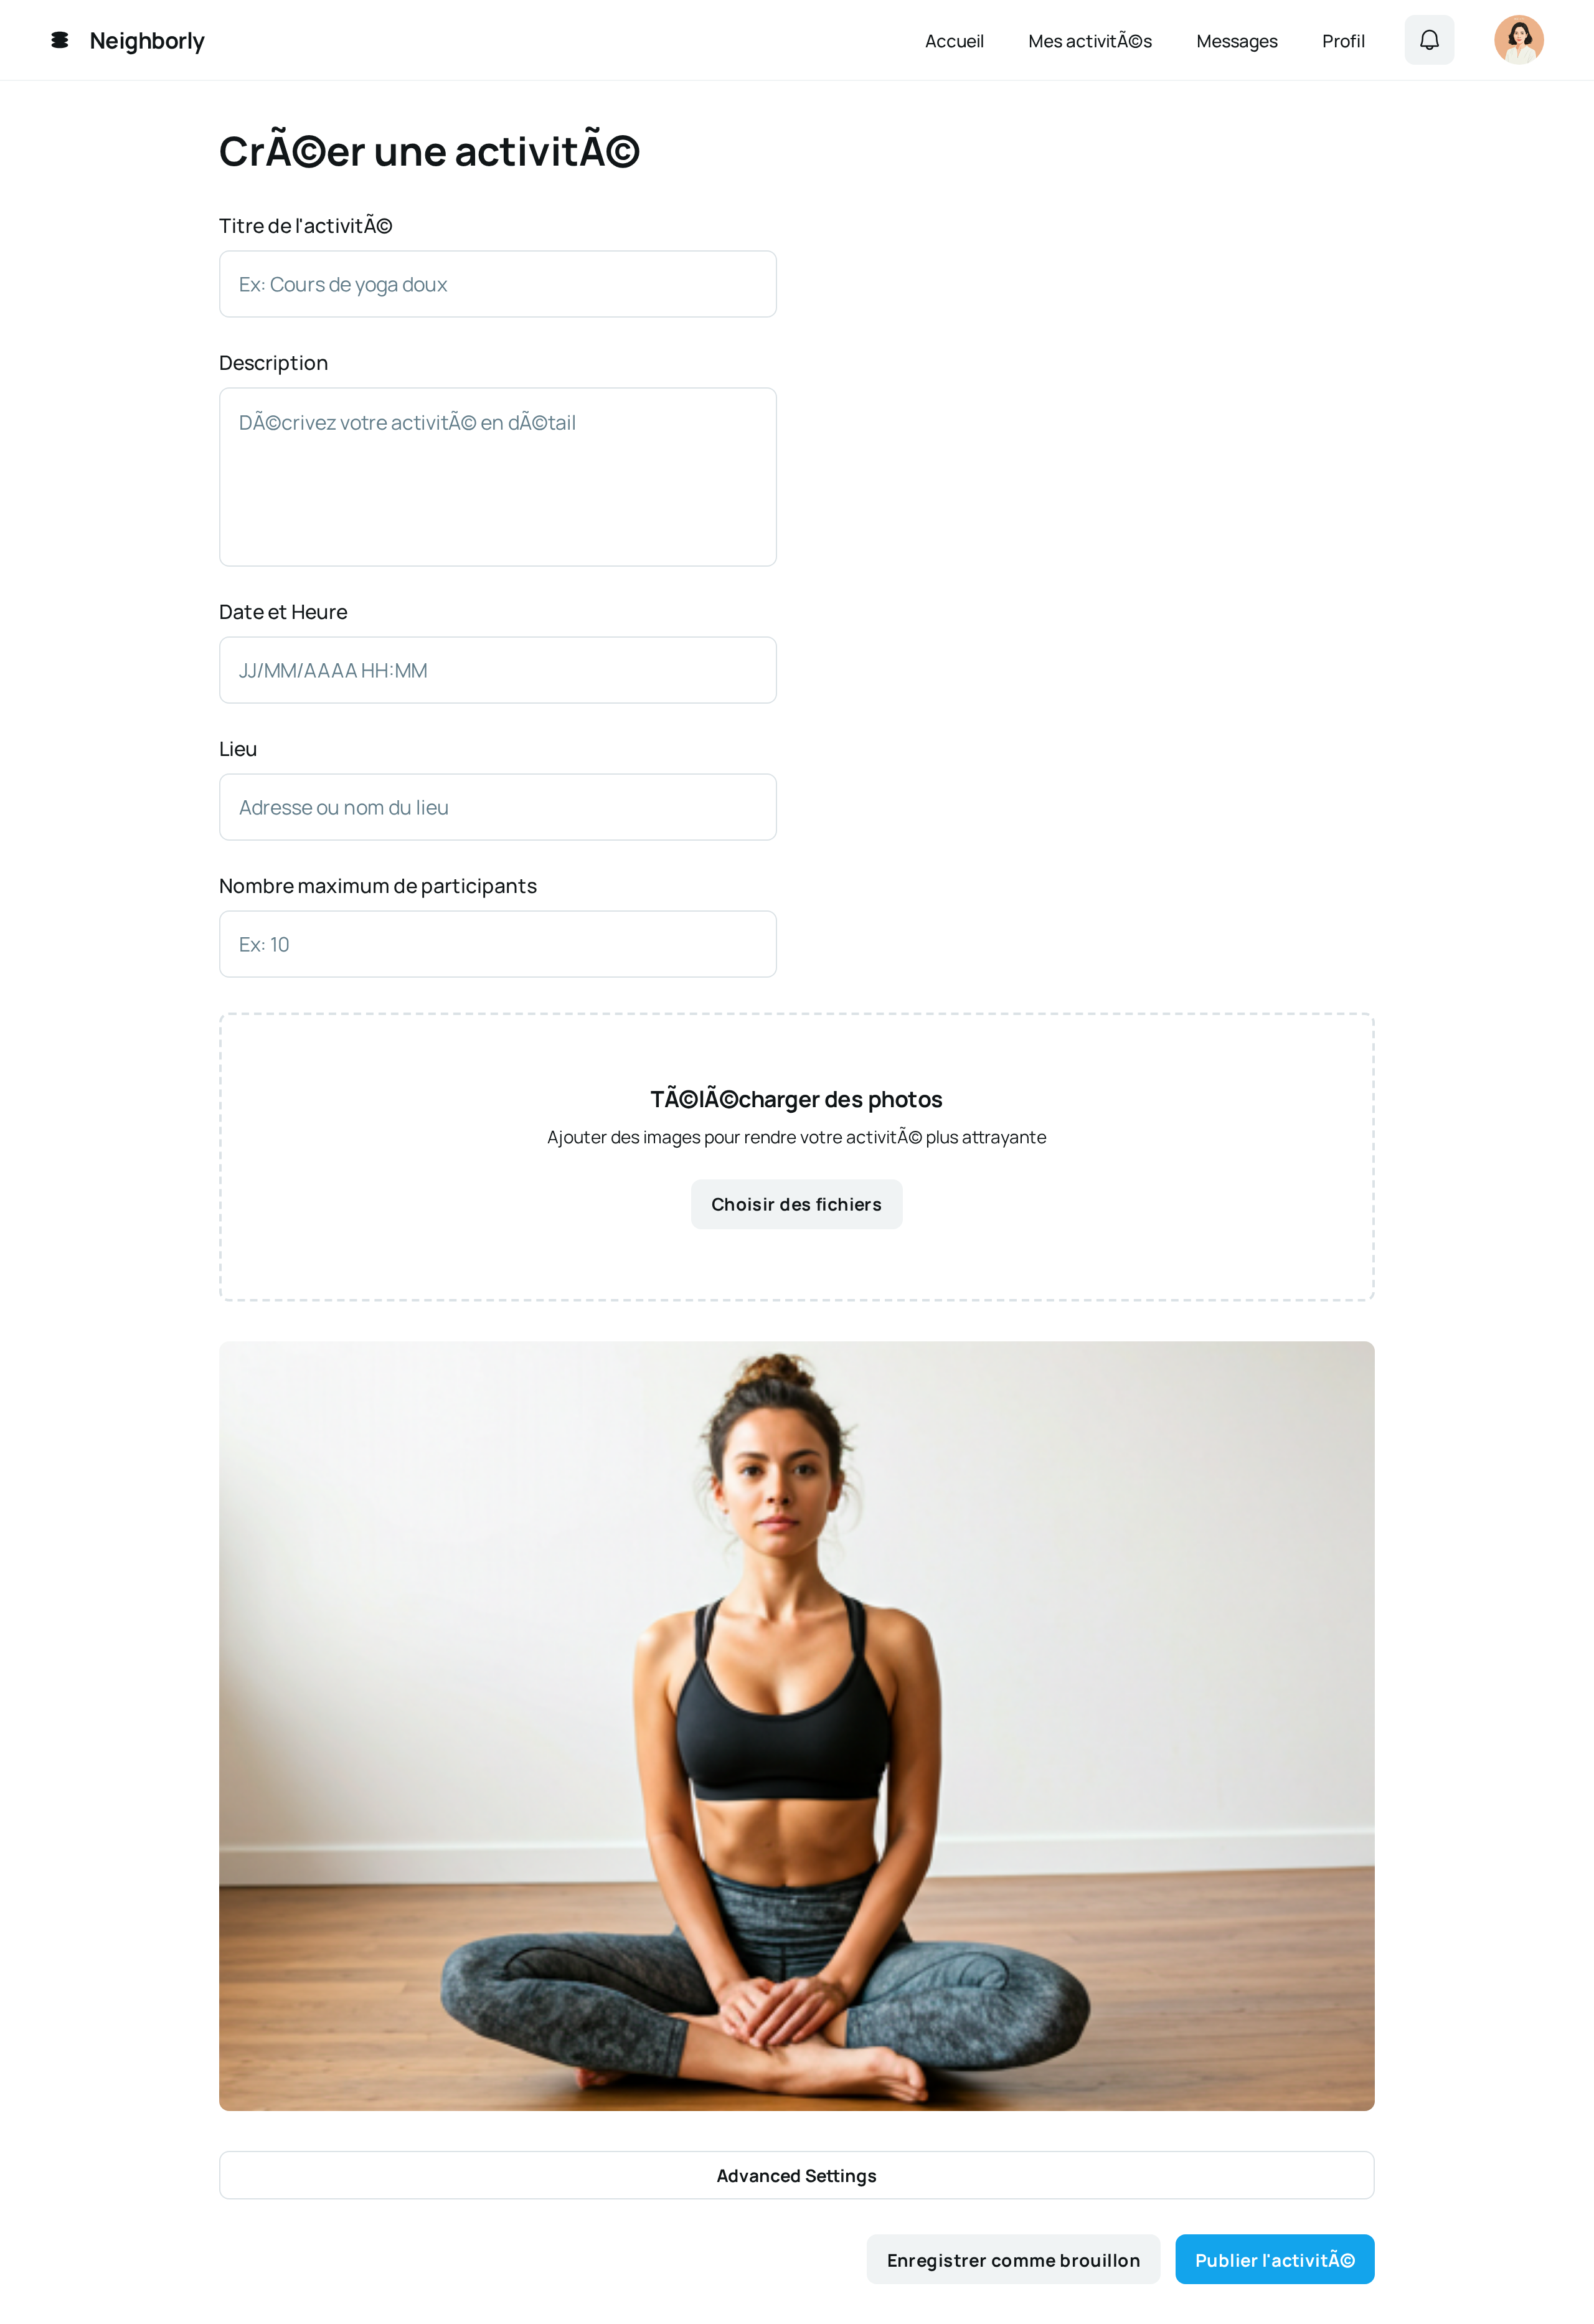 Neighborly
Accueil
Mes activitÃ©s
Messages
Profil
CrÃ©er une activitÃ©
Titre de l'activitÃ©
Ex: Cours de yoga doux
Description
DÃ©crivez votre activitÃ© en dÃ©tail
Date et Heure
JJ/MM/AAAA HH:MM
Lieu
Adresse ou nom du lieu
Nombre maximum de participants
Ex: 10
TÃ©lÃ©charger des photos
Ajouter des images pour rendre votre activitÃ© plus attrayante
Choisir des fichiers
Advanced Settings
Enregistrer comme brouillon
Publier l'activitÃ©